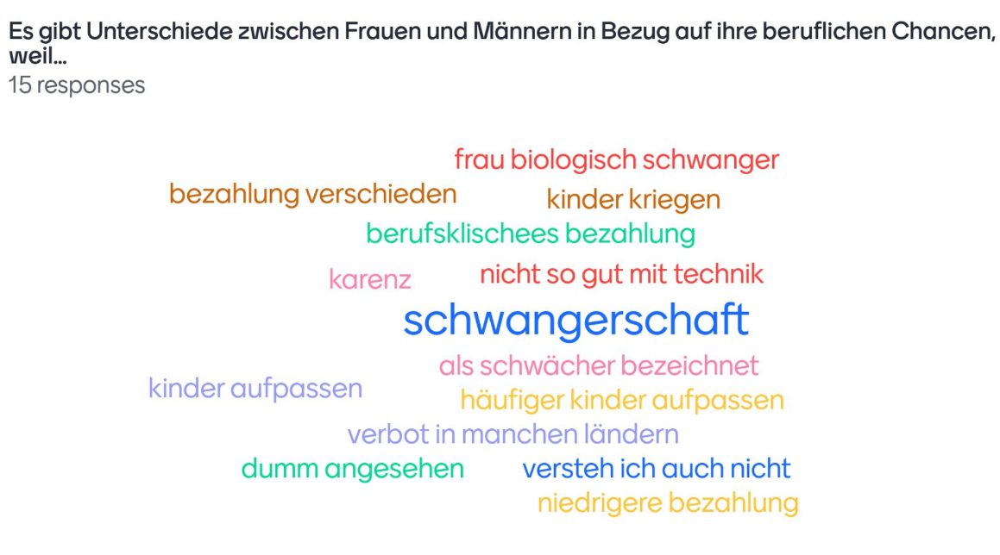 Es gibt Unterschiede zwischen Frauen und Männern in Bezug auf ihre beruflichen Chancen,
weil...
15 responses
frau biologisch schwanger
bezahlung verschieden
kinder kriegen
berufsklischees bezahlung
karenz
nicht so gut mit technik
schwangerschaft
als schwächer bezeichnet
kinder aufpassen
häufiger kinder aufpassen
verbot in manchen ländern
dumm angesehen
versteh ich auch nicht
niedrigere bezahlung